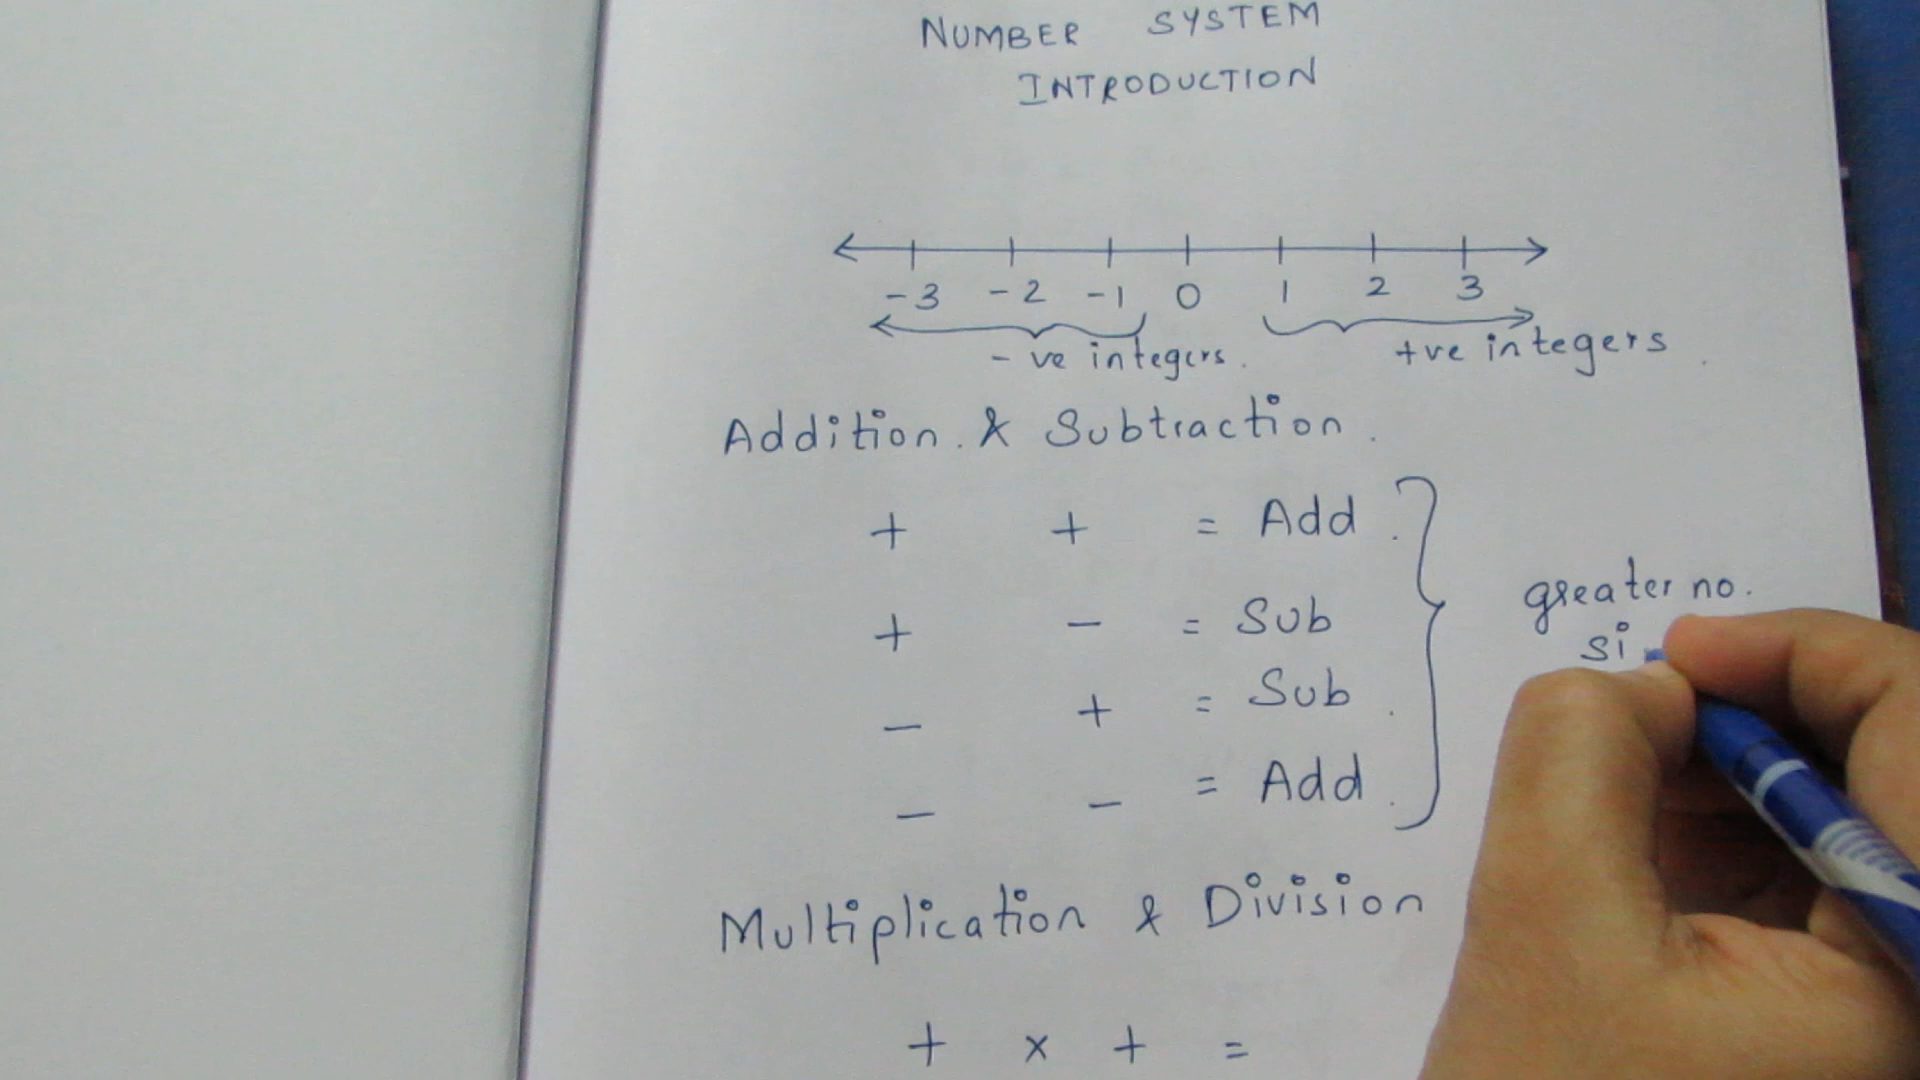 NUMBER SYSTEM
INTRODUCTION
-3 -2 -1 0 1 2 3
-ve integers. +ve integers
Addition & Subtraction.
+ + = Add
+ - = Sub
- + = Sub
- - = Add
greater no.
si
Multiplication & Division
+ x + =